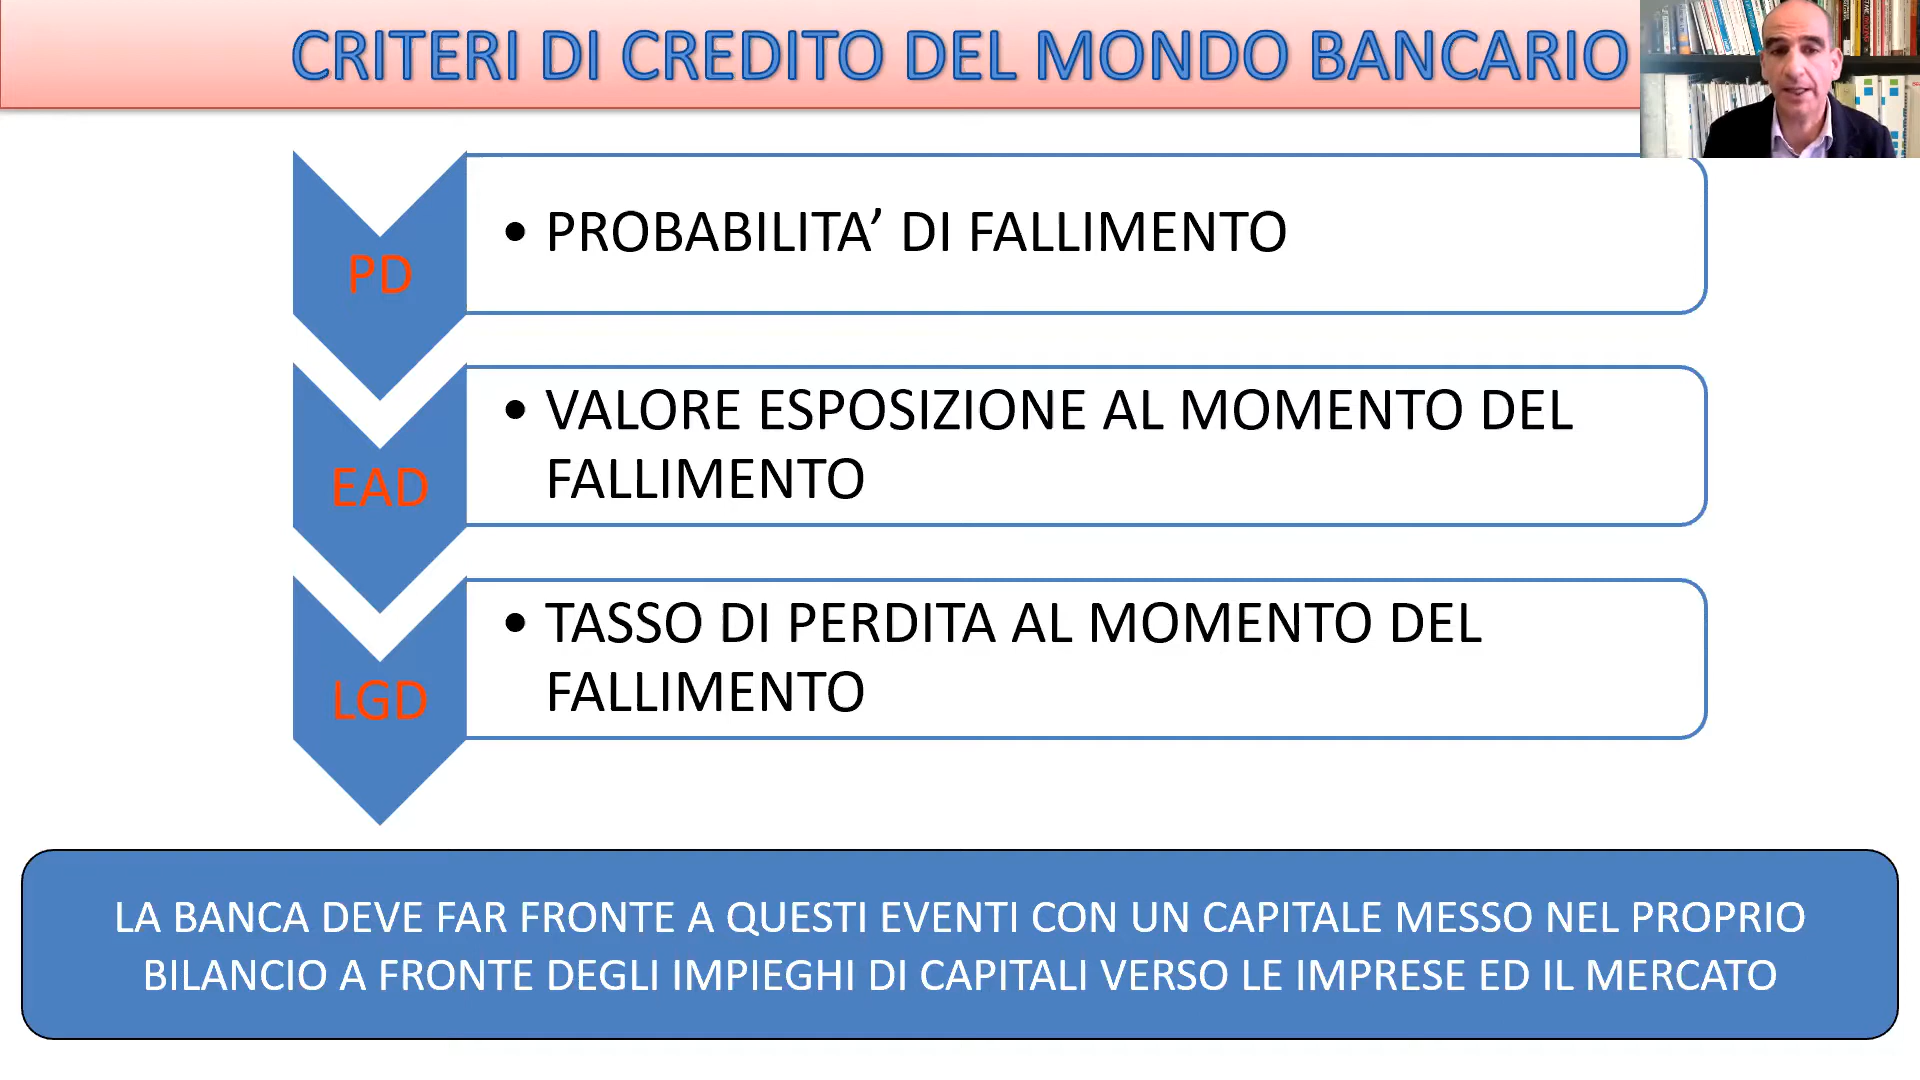 CRITERI DI CREDITO DEL MONDO BANCARIO
PD
• PROBABILITA’ DI FALLIMENTO
EAD
• VALORE ESPOSIZIONE AL MOMENTO DEL
FALLIMENTO
LGD
• TASSO DI PERDITA AL MOMENTO DEL
FALLIMENTO
LA BANCA DEVE FAR FRONTE A QUESTI EVENTI CON UN CAPITALE MESSO NEL PROPRIO
BILANCIO A FRONTE DEGLI IMPIEGHI DI CAPITALI VERSO LE IMPRESE ED IL MERCATO